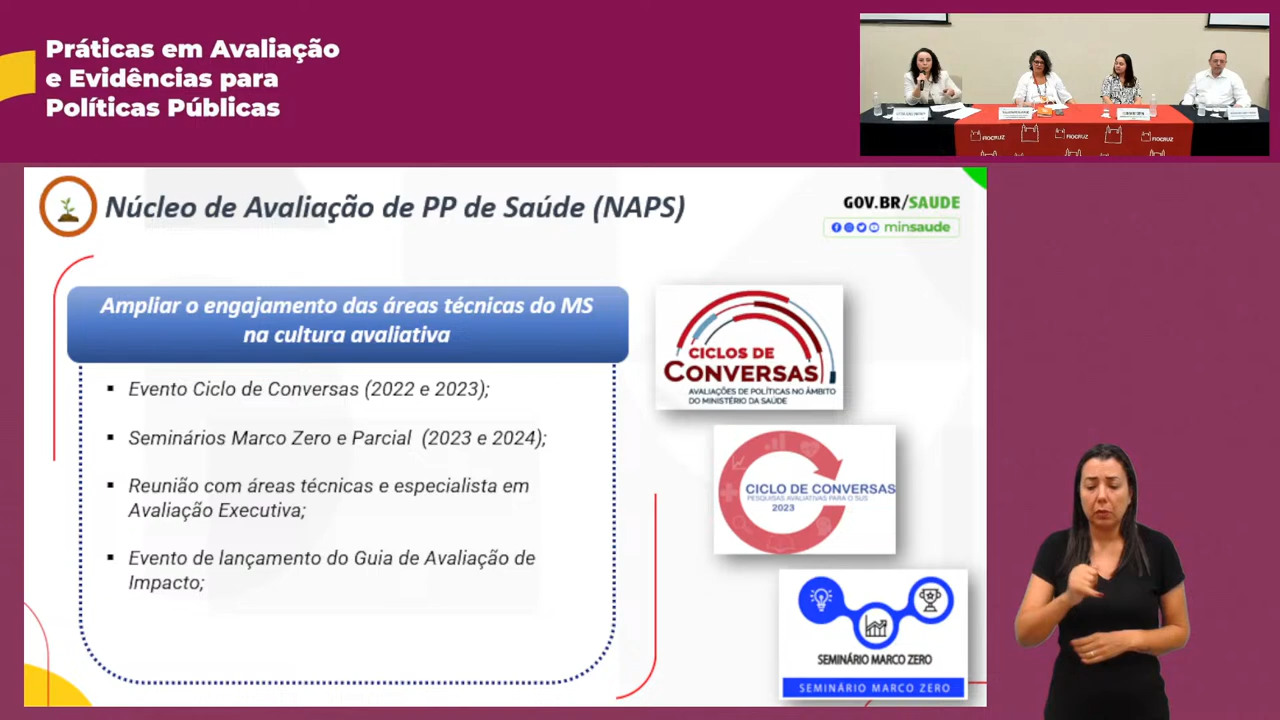 Práticas em Avaliação
e Evidências para
Políticas Públicas
FIOCRUZ
FIOCRUZ
FIOCRUZ
Núcleo de Avaliação de PP de Saúde (NAPS)
GOV.BR/SAUDE
minsaude
Ampliar o engajamento das áreas técnicas do MS
na cultura avaliativa
▪ Evento Ciclo de Conversas (2022 e 2023);
▪ Seminários Marco Zero e Parcial (2023 e 2024);
▪ Reunião com áreas técnicas e especialista em
Avaliação Executiva;
▪ Evento de lançamento do Guia de Avaliação de
Impacto;
CICLOS DE
CONVERSAS
AVALIAÇÕES DE POLÍTICAS NO ÂMBITO
DO MINISTÉRIO DA SAÚDE
CICLO DE CONVERSAS
PESQUISAS AVALIATIVAS PARA O SUS
2023
SEMINÁRIO MARCO ZERO
SEMINÁRIO MARCO ZERO